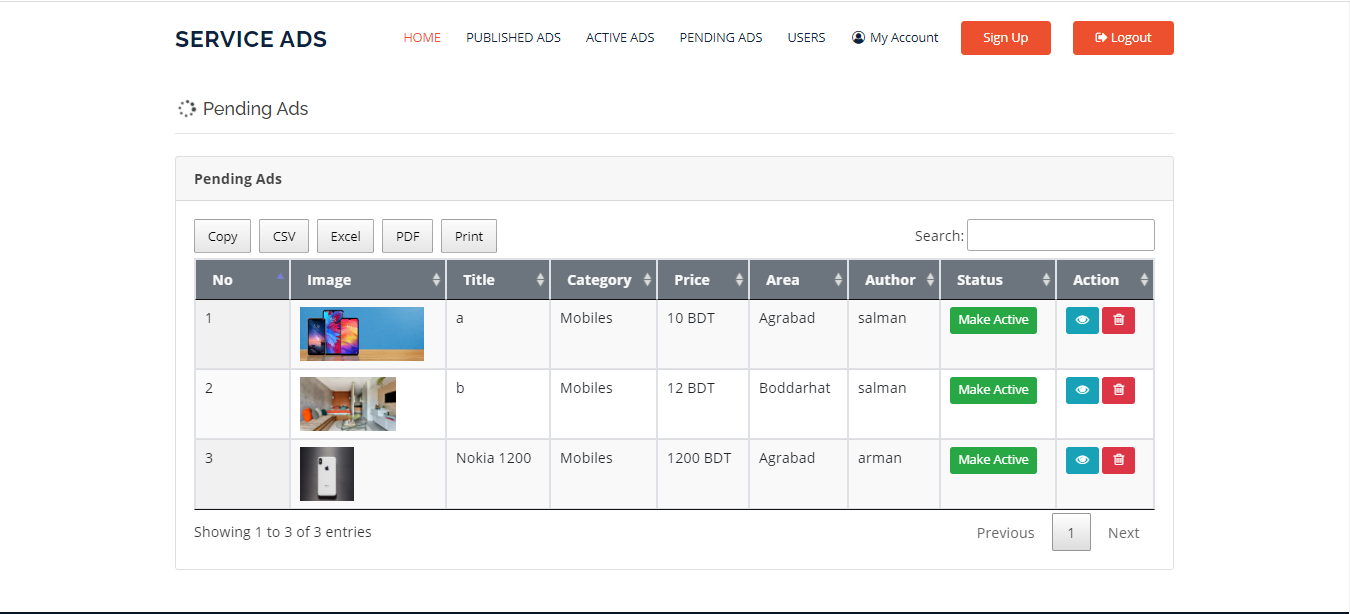 SERVICE ADS HOME PUBLISHED ADS ACTIVE ADS PENDING ADS USERS My Account Sign Up Logout
Pending Ads
Pending Ads
Copy CSV Excel PDF Print Search:
No Image Title Category Price Area Author Status Action
1 a Mobiles 10 BDT Agrabad salman Make Active
2 b Mobiles 12 BDT Boddarhat salman Make Active
3 Nokia 1200 Mobiles 1200 BDT Agrabad arman Make Active
Showing 1 to 3 of 3 entries Previous 1 Next